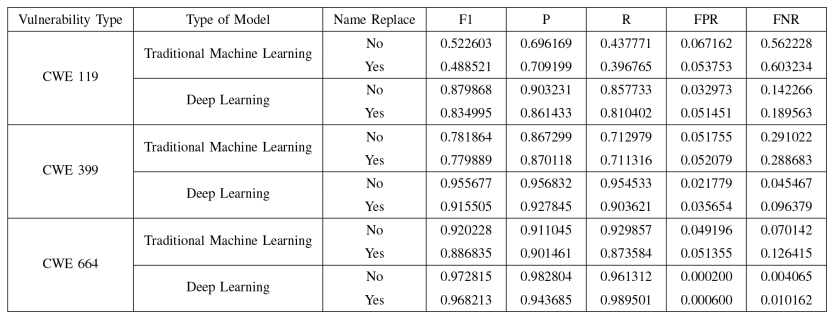 Vulnerability Type Type of Model Name Replace F1 P R FPR FNR
CWE 119 Traditional Machine Learning No 0.522603 0.696169 0.437771 0.067162 0.562228
Yes 0.488521 0.709199 0.396765 0.053753 0.603234
Deep Learning No 0.879868 0.903231 0.857733 0.032973 0.142266
Yes 0.834995 0.861433 0.810402 0.051451 0.189563
CWE 399 Traditional Machine Learning No 0.781864 0.867299 0.712979 0.051755 0.291022
Yes 0.779889 0.870118 0.711316 0.052079 0.288683
Deep Learning No 0.955677 0.956832 0.954533 0.021779 0.045467
Yes 0.915505 0.927845 0.903621 0.035654 0.096379
CWE 664 Traditional Machine Learning No 0.920228 0.911045 0.929857 0.049196 0.070142
Yes 0.886835 0.901461 0.873584 0.051355 0.126415
Deep Learning No 0.972815 0.982804 0.961312 0.000200 0.004065
Yes 0.968213 0.943685 0.989501 0.000600 0.010162